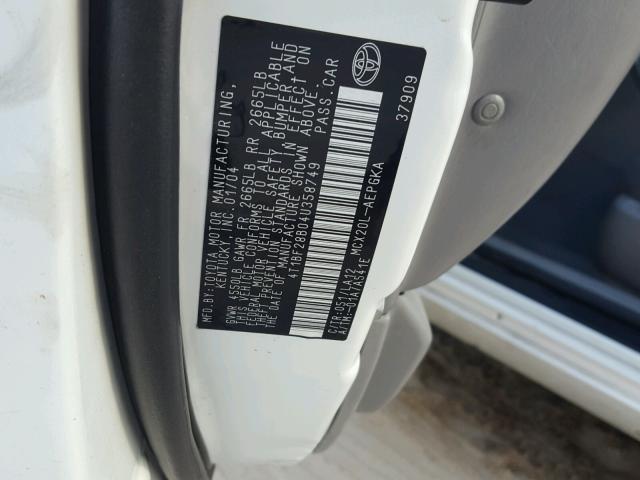 MFD.BY:TOYOTA MOTOR MANUFACTURING,
KENTUCKY, INC. 01/04
GVWR 4550LB GAWR FR 2665LB RR 2665LB
THIS VEHICLE CONFORMS TO ALL APPLICABLE
FEDERAL MOTOR VEHICLE SAFETY, BUMPER, AND
THEFT PREVENTION STANDARDS IN EFFECT ON
THE DATE OF MANUFACTURE SHOWN ABOVE.
4T1BF28B04U358749 PASS.CAR
C/TR:051/LA12 MCX20L-AEPGKA
A/TM:-01A/A541E
37909